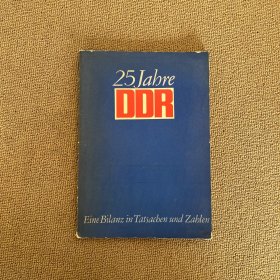 25 Jahre
DDR
Eine Bilanz in Tatsachen und Zahlen